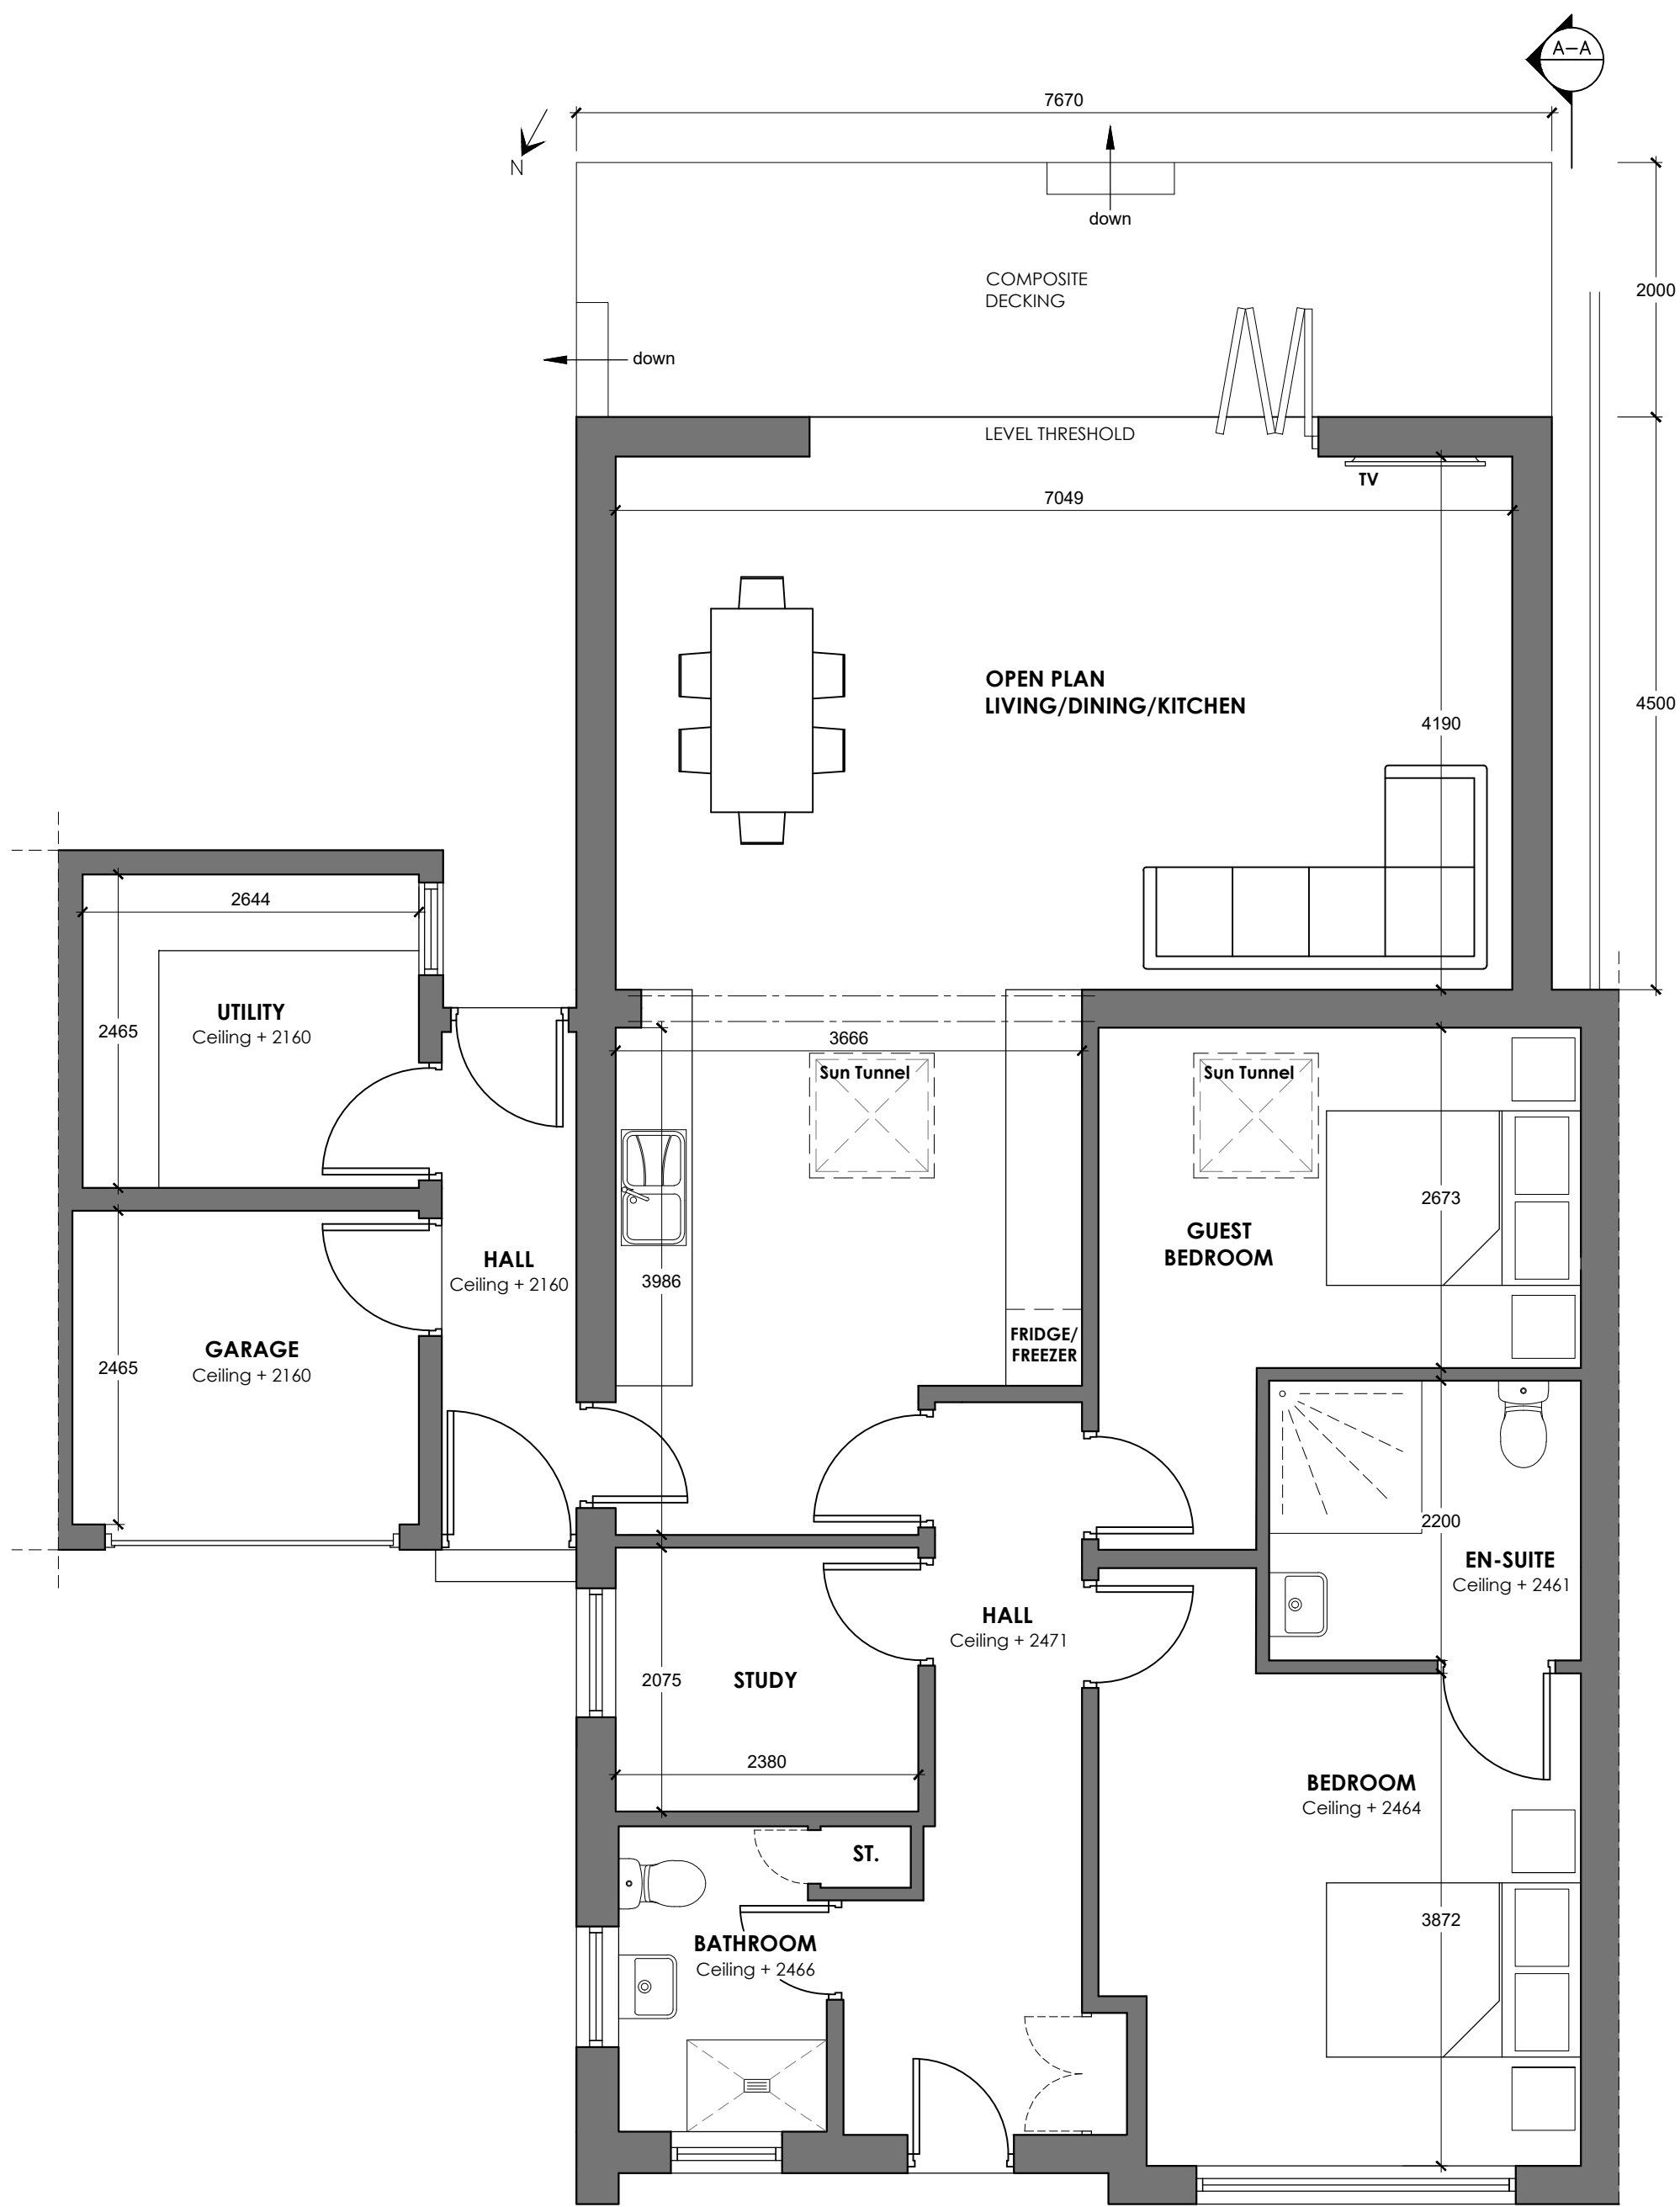 A-A
7670
N
down
2000
COMPOSITE
DECKING
down
LEVEL THRESHOLD
TV
7049
OPEN PLAN
LIVING/DINING/KITCHEN
4500
4190
2644
UTILITY
Ceiling + 2160
2465
3666
Sun Tunnel
Sun Tunnel
2673
GUEST
BEDROOM
HALL
Ceiling + 2160
3986
FRIDGE/
FREEZER
GARAGE
Ceiling + 2160
2465
2200
EN-SUITE
Ceiling + 2461
HALL
Ceiling + 2471
2075
STUDY
2380
BEDROOM
Ceiling + 2464
ST.
3872
BATHROOM
Ceiling + 2466